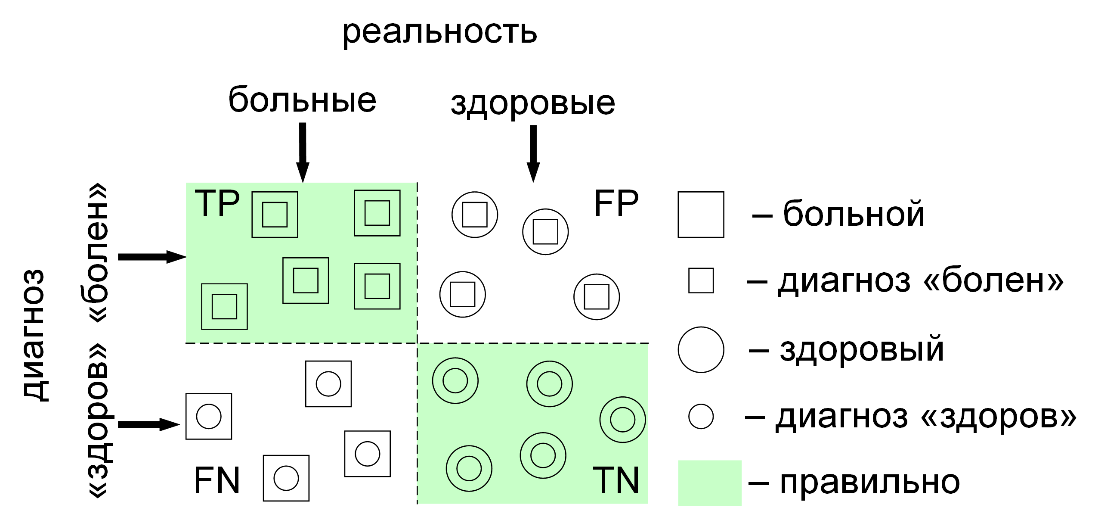 реальность
больные
здоровые
диагноз
«болен»
«здоров»
TP
FP
FN
TN
– больной
– диагноз «болен»
– здоровый
– диагноз «здоров»
– правильно